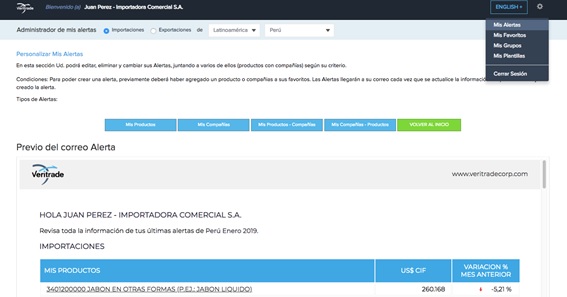 Veritrade
Bienvenido (a) Juan Perez - Importadora Comercial S.A.
ENGLISH
Mis Alertas
Mis Favoritos
Mis Grupos
Mis Plantillas
Cerrar Sesión
Administrador de mis alertas Importaciones Exportaciones de Latinoamérica Perú
Personalizar Mis Alertas
En esta sección Ud. podrá editar, eliminar y cambiar sus Alertas, juntando a varios de ellos (productos con compañías) según su criterio.
Condiciones: Para poder crear una alerta, previamente deberá haber agregado un producto o compañías a sus favoritos. Las Alertas llegarán a su correo cada vez que se actualice la
creado la alerta.
Tipos de Alertas:
Mis Productos Mis Compañías Mis Productos - Compañías Mis Compañías - Productos VOLVER AL INICIO
Previo del correo Alerta
Veritrade www.veritradecorp.com
HOLA JUAN PEREZ - IMPORTADORA COMERCIAL S.A.
Revisa toda la información de tus últimas alertas de Perú Enero 2019.
IMPORTACIONES
MIS PRODUCTOS US$ CIF VARIACION % MES ANTERIOR
3401200000 JABON EN OTRAS FORMAS (P.EJ.: JABON LIQUIDO) 260.168 -5,21 %